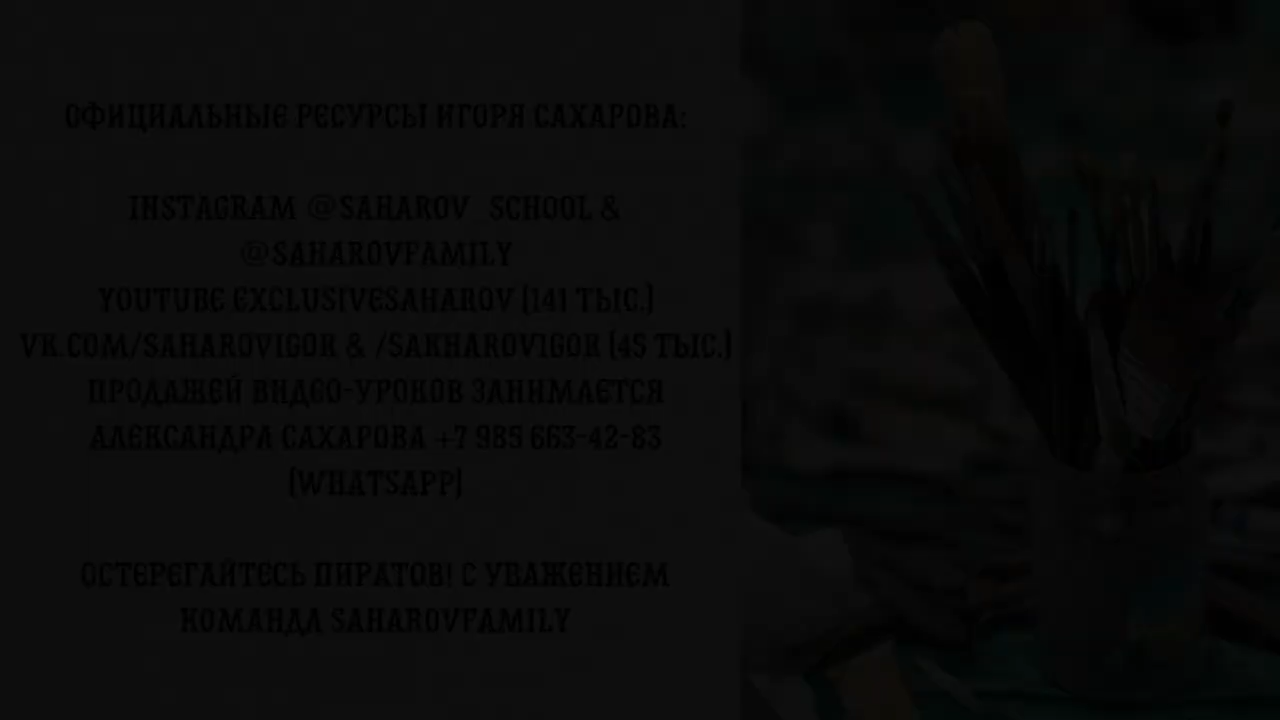 ОФИЦИАЛЬНЫЕ РЕСУРСЫ ИГОРЯ САХАРОВА:
INSTAGRAM @SAHAROV_SCHOOL &
@SAHAROVFAMILY
YOUTUBE EXCLUSIVESAHAROV (141 ТЫС.)
VK.COM/SAHAROVIGOR & /SAKHAROVIGOR (45 ТЫС.)
ПРОДАЖЕЙ ВИДЕО-УРОКОВ ЗАНИМАЕТСЯ
АЛЕКСАНДРА САХАРОВА +7 985 663-42-83
(WHATSAPP)
ОСТЕРЕГАЙТЕСЬ ПИРАТОВ! С УВАЖЕНИЕМ
КОМАНДА SAHAROVFAMILY